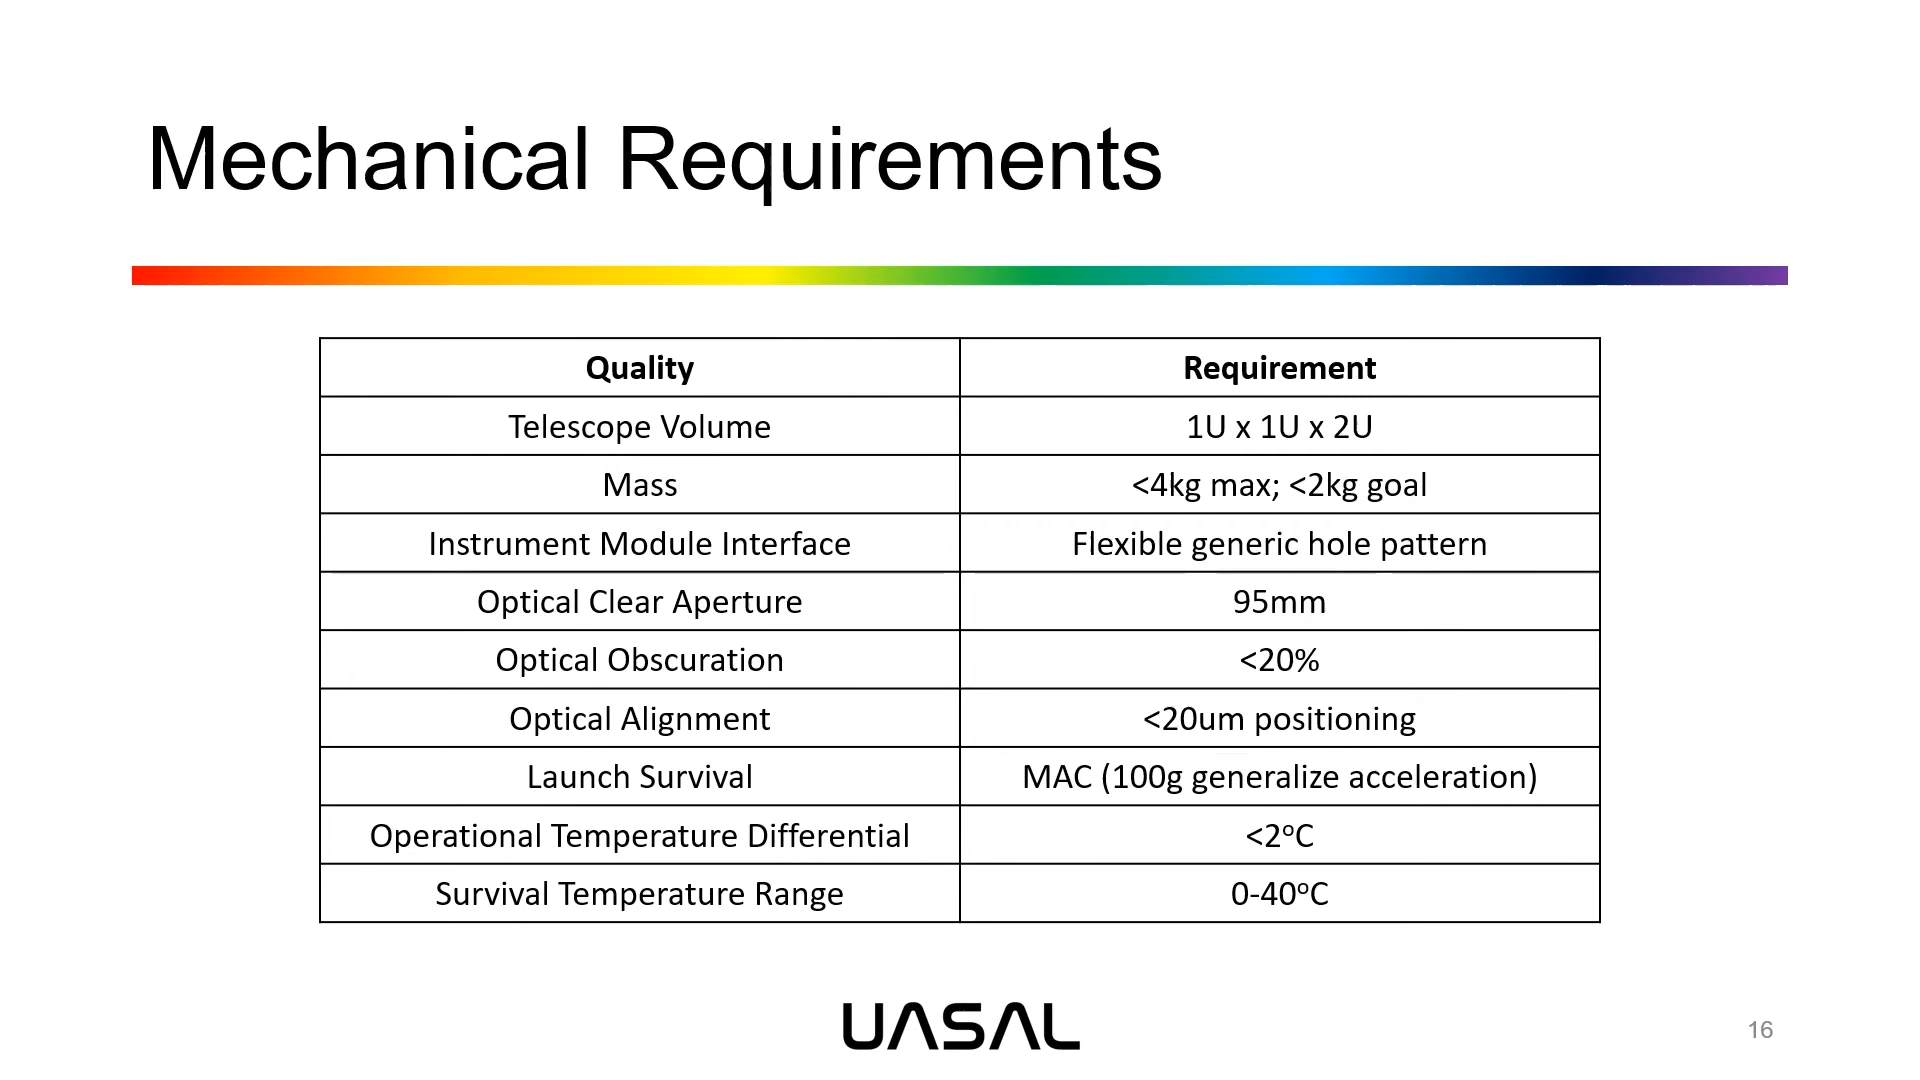 Mechanical Requirements
Quality Requirement
Telescope Volume 1U x 1U x 2U
Mass <4kg max; <2kg goal
Instrument Module Interface Flexible generic hole pattern
Optical Clear Aperture 95mm
Optical Obscuration <20%
Optical Alignment <20um positioning
Launch Survival MAC (100g generalize acceleration)
Operational Temperature Differential <2°C
Survival Temperature Range 0-40°C
UASAL
16